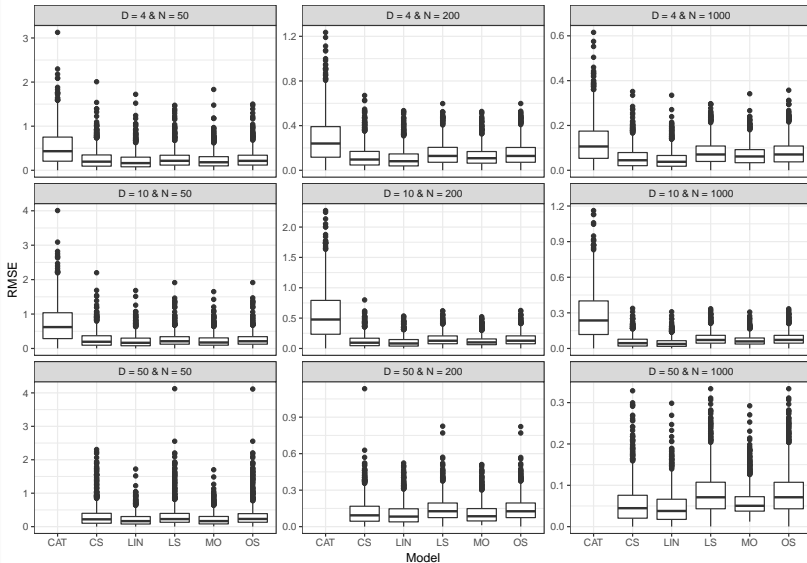 D = 4 & N = 50
D = 4 & N = 200
D = 4 & N = 1000
3
2
1
0
1.2
0.8
0.4
0.0
0.6
0.4
0.2
0.0
D = 10 & N = 50
D = 10 & N = 200
D = 10 & N = 1000
4
3
2
1
0
2.0
1.5
1.0
0.5
0.0
1.2
0.9
0.6
0.3
0.0
RMSE
D = 50 & N = 50
D = 50 & N = 200
D = 50 & N = 1000
4
3
2
1
0
0.9
0.6
0.3
0.0
0.3
0.2
0.1
0.0
CAT CS LIN LS MO OS
CAT CS LIN LS MO OS
CAT CS LIN LS MO OS
Model